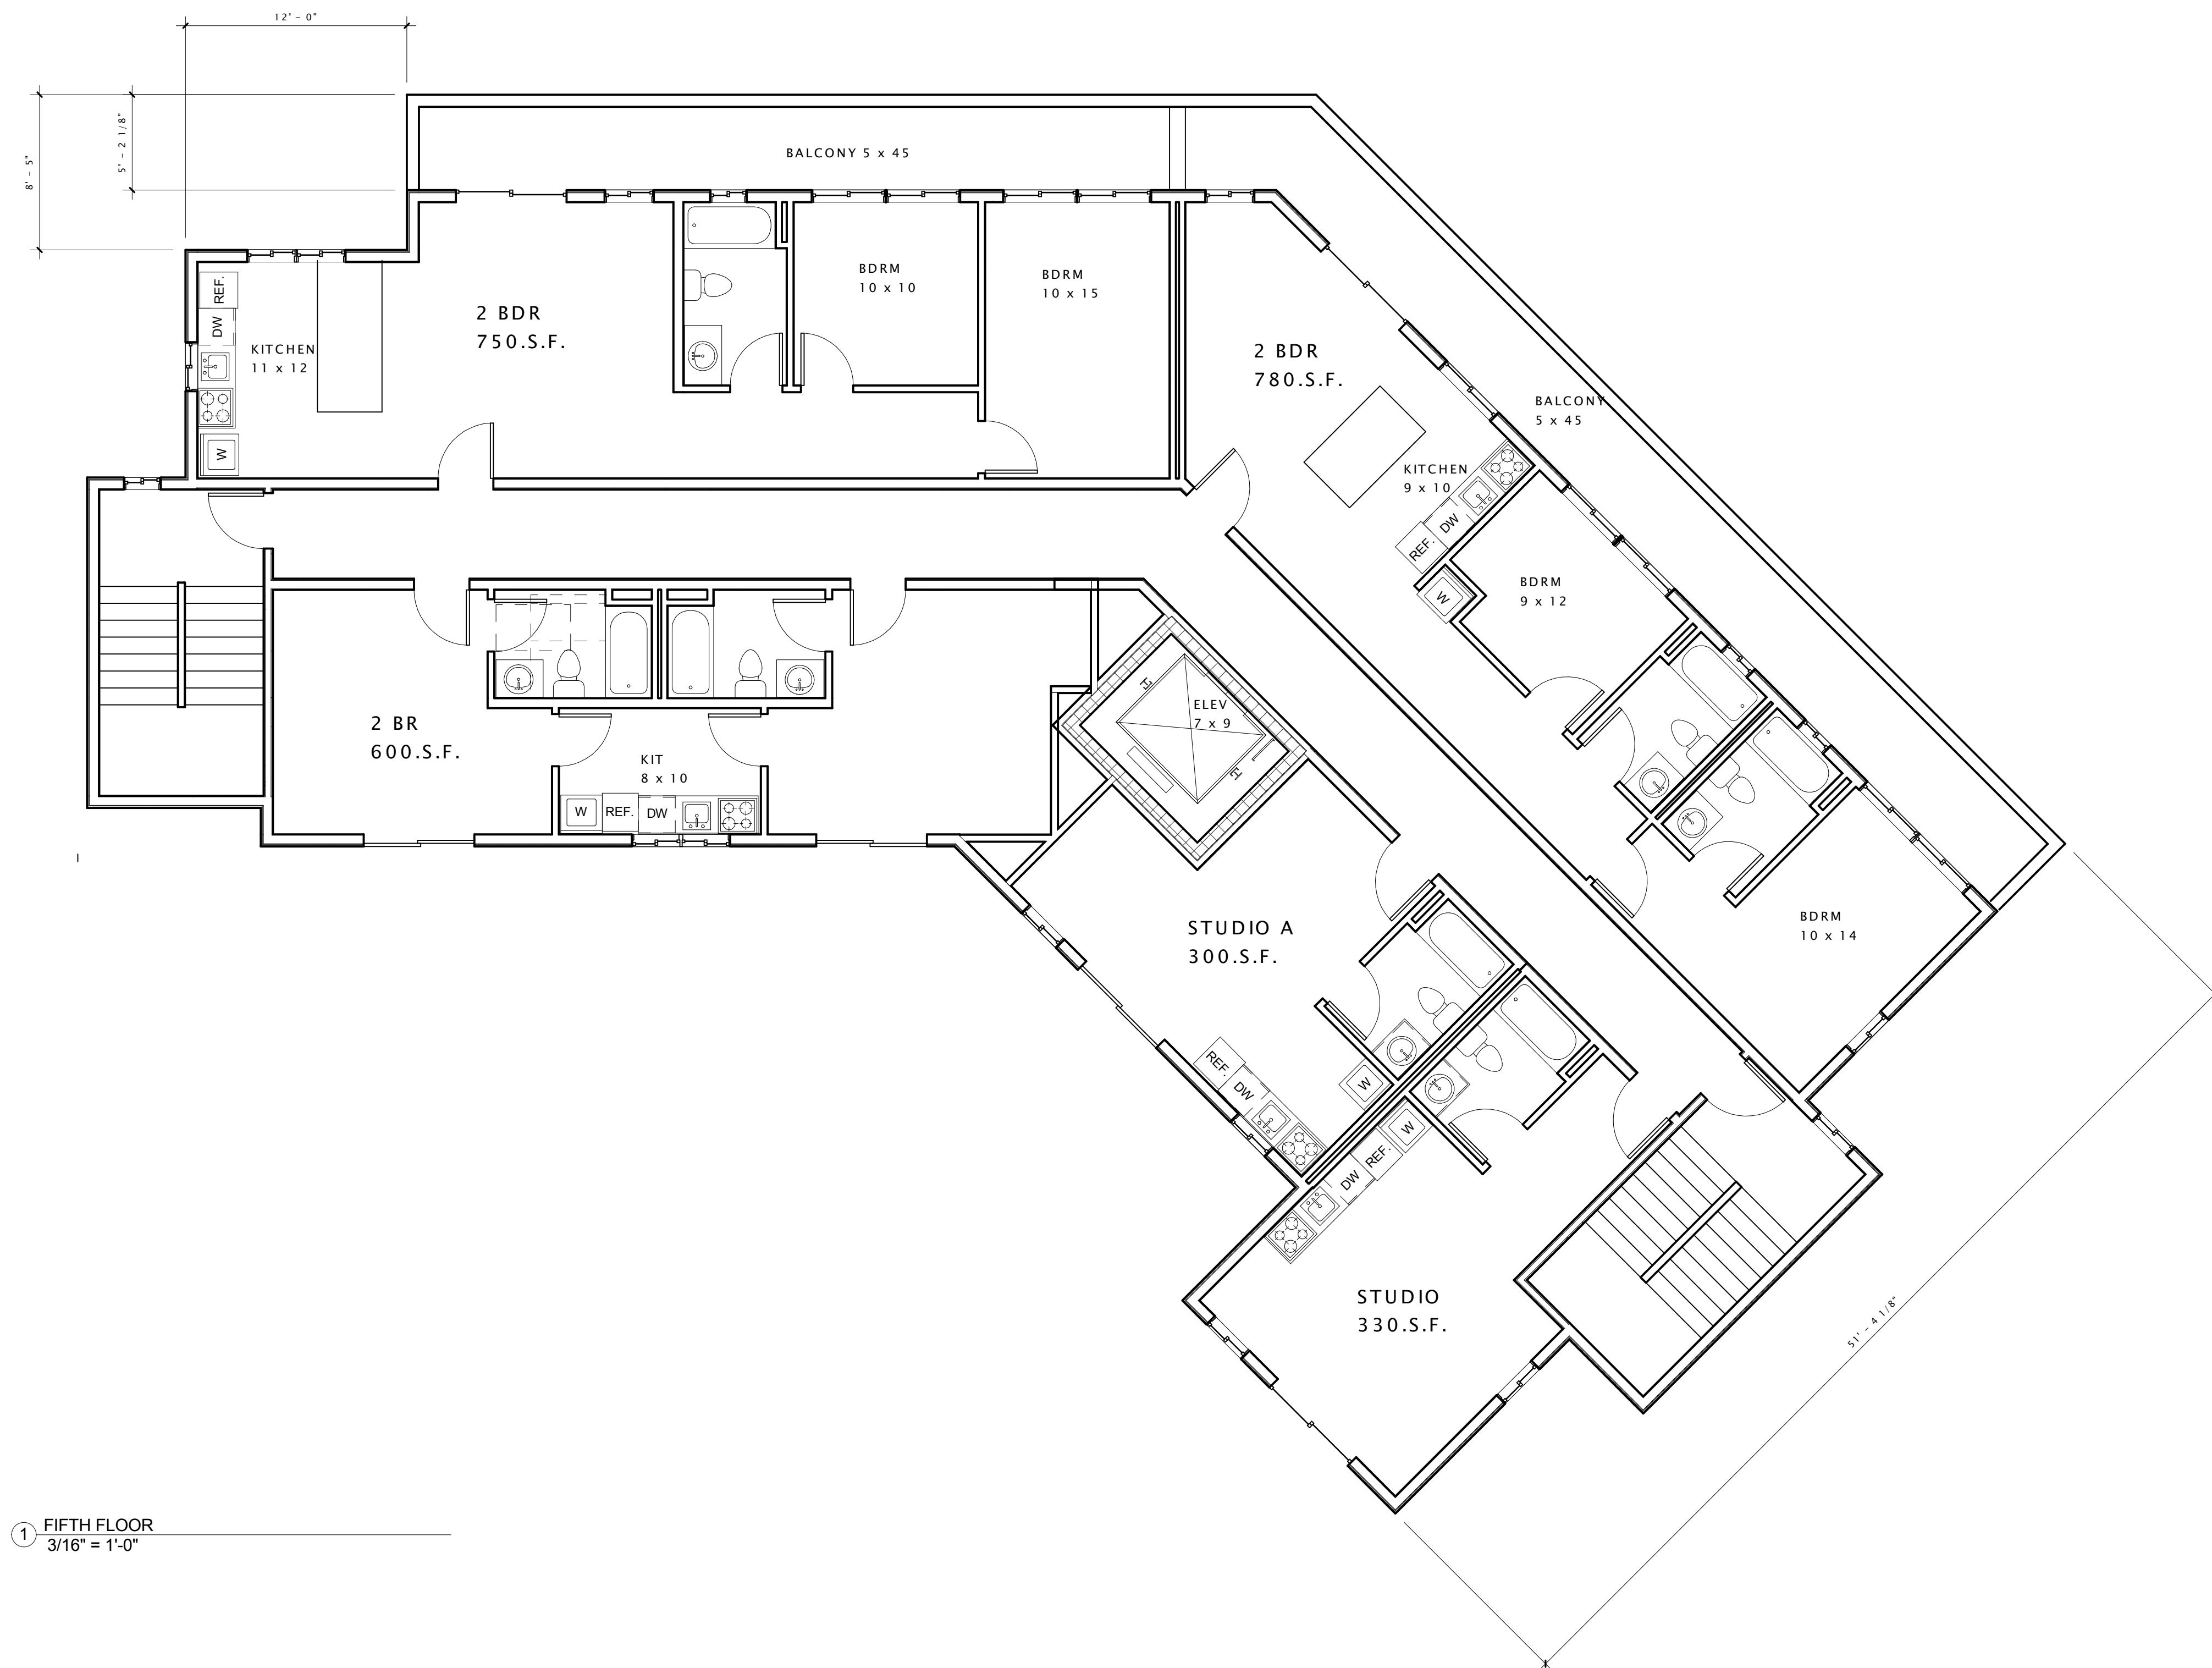 12' - 0"
8' - 5"
5' - 2 1/8"
BALCONY 5 x 45
REF.
DW
KITCHEN
11 x 12
W
2 BDR
750.S.F.
BDRM
10 x 10
BDRM
10 x 15
2 BDR
780.S.F.
BALCONY
5 x 45
KITCHEN
9 x 10
REF.
DW
W
BDRM
9 x 12
BDRM
10 x 14
2 BR
600.S.F.
KIT
8 x 10
W
REF.
DW
ELEV
7 x 9
STUDIO A
300.S.F.
REF.
DW
W
W
REF.
DW
STUDIO
330.S.F.
51' - 4 1/8"
1
FIFTH FLOOR
3/16" = 1'-0"